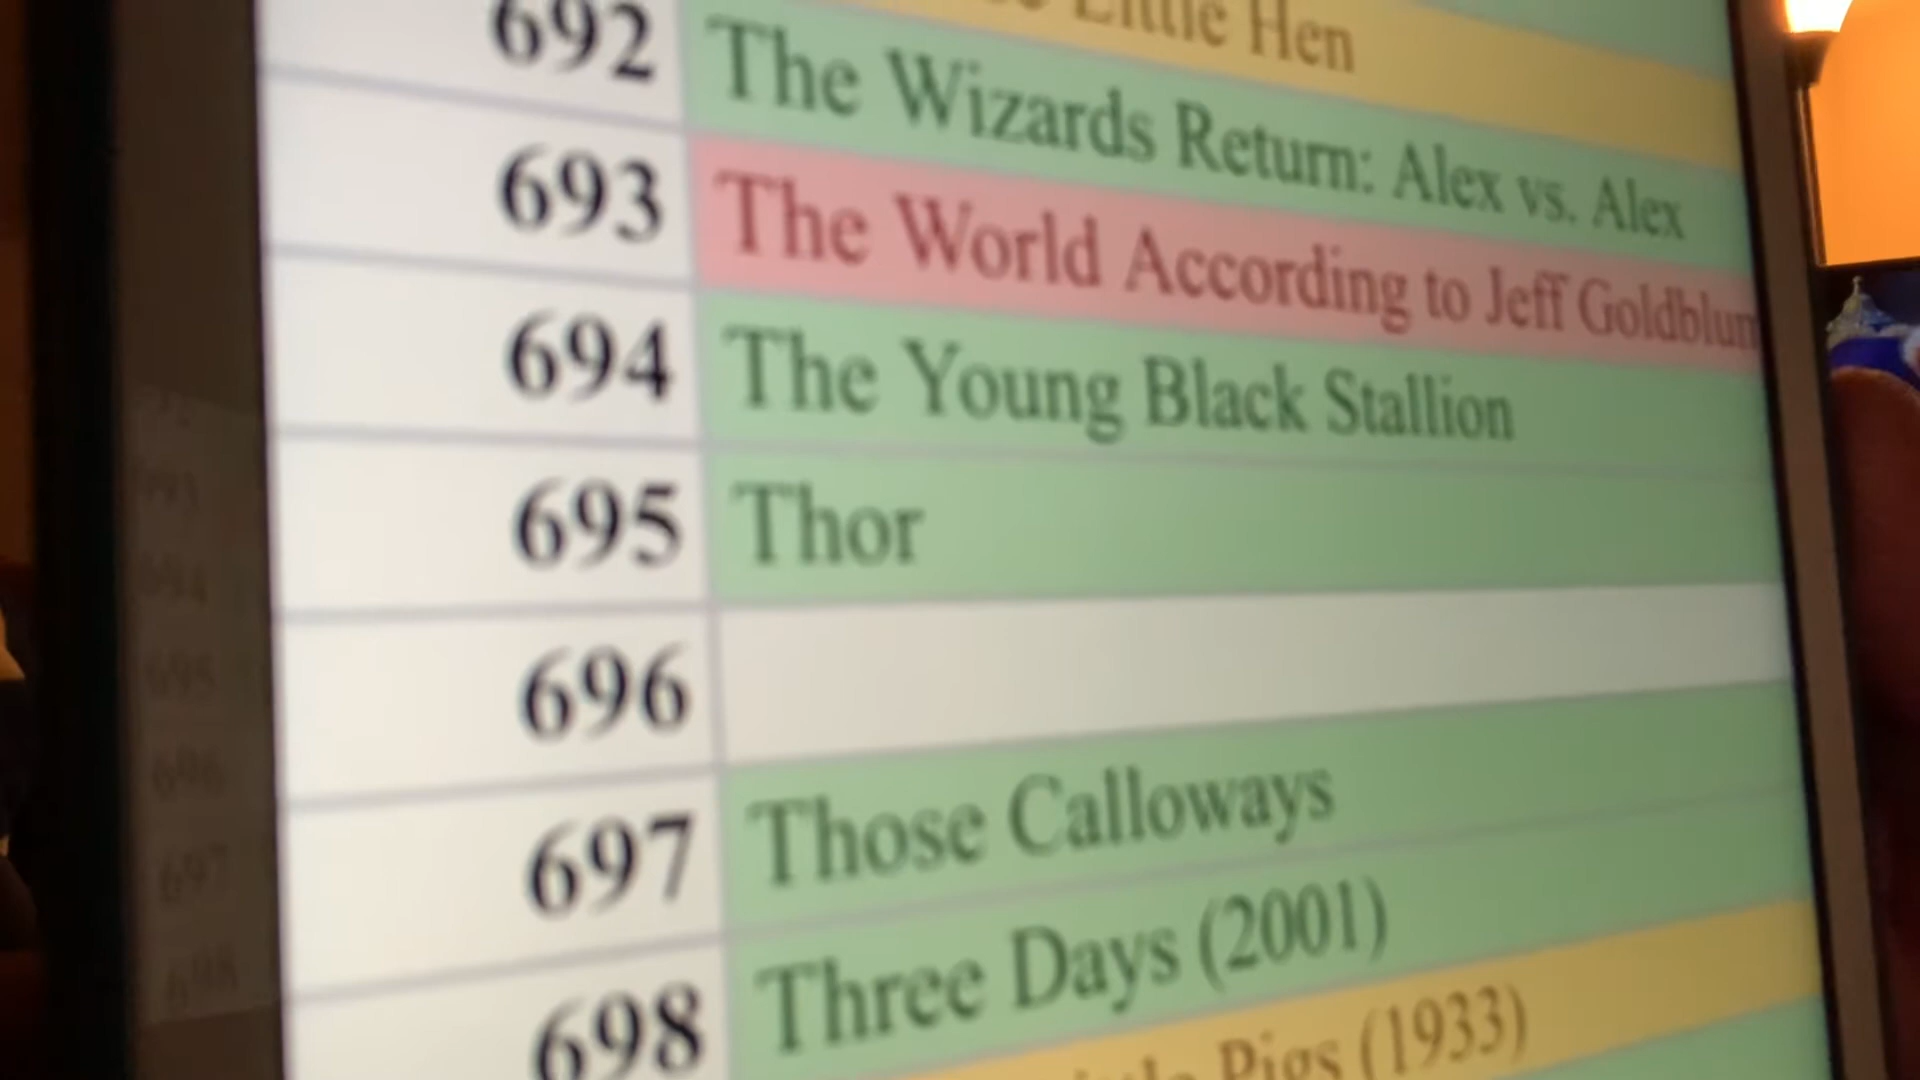 Little Hen
692 The Wizards Return: Alex vs. Alex
693 The World According to Jeff Goldblum
694 The Young Black Stallion
695 Thor
696
697 Those Calloways
698 Three Days (2001)
Pigs (1933)